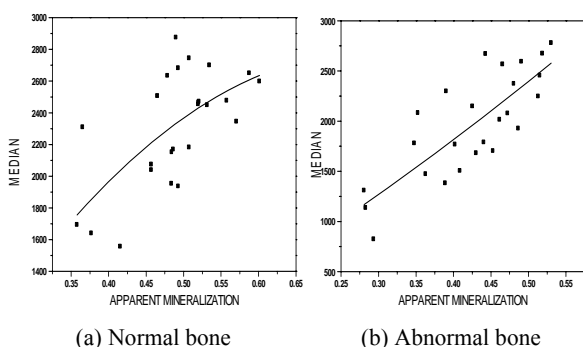 3000
2800
2600
2400
2200
2000
1800
1600
1400
MEDIAN
0.35 0.40 0.45 0.50 0.55 0.60 0.65
APPARENT MINERALIZATION
(a) Normal bone
3000
2500
2000
1500
1000
500
MEDIAN
0.25 0.30 0.35 0.40 0.45 0.50 0.55
APPARENT MINERALIZATION
(b) Abnormal bone